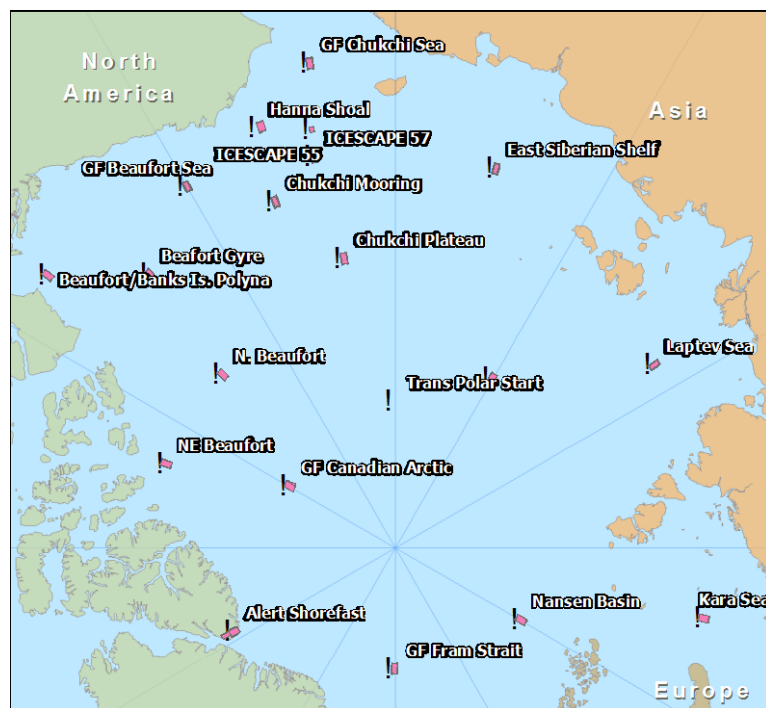 GF Chukchi Sea
North
America
Asia
Hanna Shoal
ICESCAPE 57
ICESCAPE 55
East Siberian Shelf
GF Beaufort Sea
Chukchi Mooring
Chukchi Plateau
Beafort Gyre
Beaufort/Banks Is. Polyna
N. Beaufort
Laptev Sea
Trans Polar Start
NE Beaufort
GF Canadian Arctic
Alert Shorefast
Nansen Basin
Kara Sea
GF Fram Strait
Europe